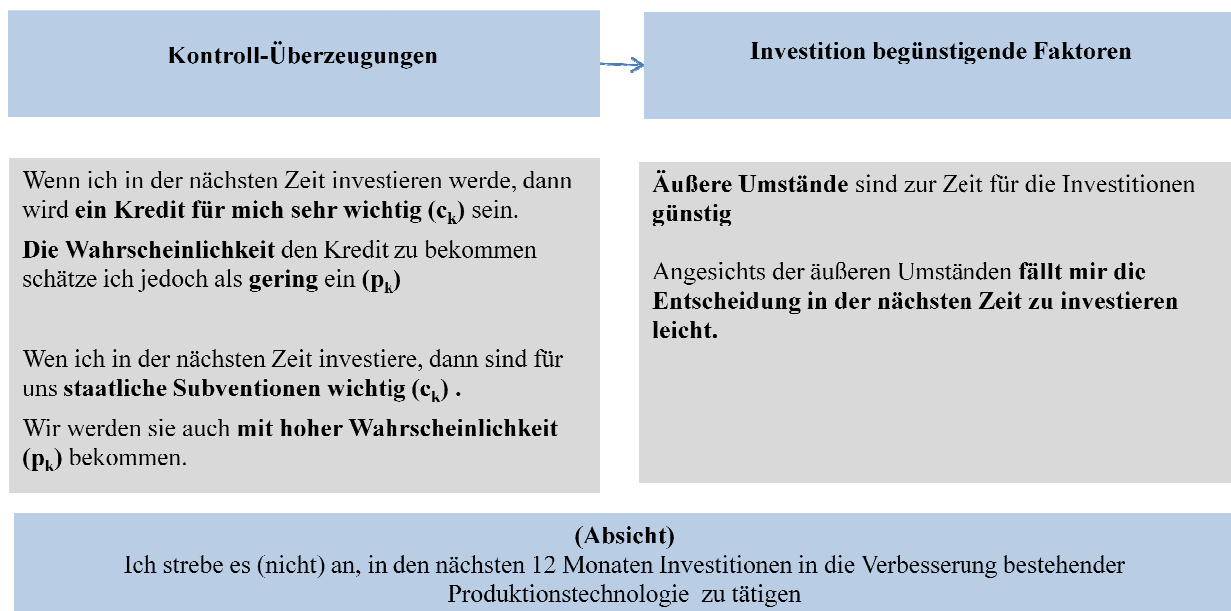 Kontroll-Überzeugungen
Investition begünstigende Faktoren
Wenn ich in der nächsten Zeit investieren werde, dann
wird ein Kredit für mich sehr wichtig (ck) sein.
Die Wahrscheinlichkeit den Kredit zu bekommen
schätze ich jedoch als gering ein (pk)
Wen ich in der nächsten Zeit investiere, dann sind für
uns staatliche Subventionen wichtig (ck) .
Wir werden sie auch mit hoher Wahrscheinlichkeit
(pk) bekommen.
Äußere Umstände sind zur Zeit für die Investitionen
günstig
Angesichts der äußeren Umständen fällt mir die
Entscheidung in der nächsten Zeit zu investieren
leicht.
(Absicht)
Ich strebe es (nicht) an, in den nächsten 12 Monaten Investitionen in die Verbesserung bestehender
Produktionstechnologie zu tätigen